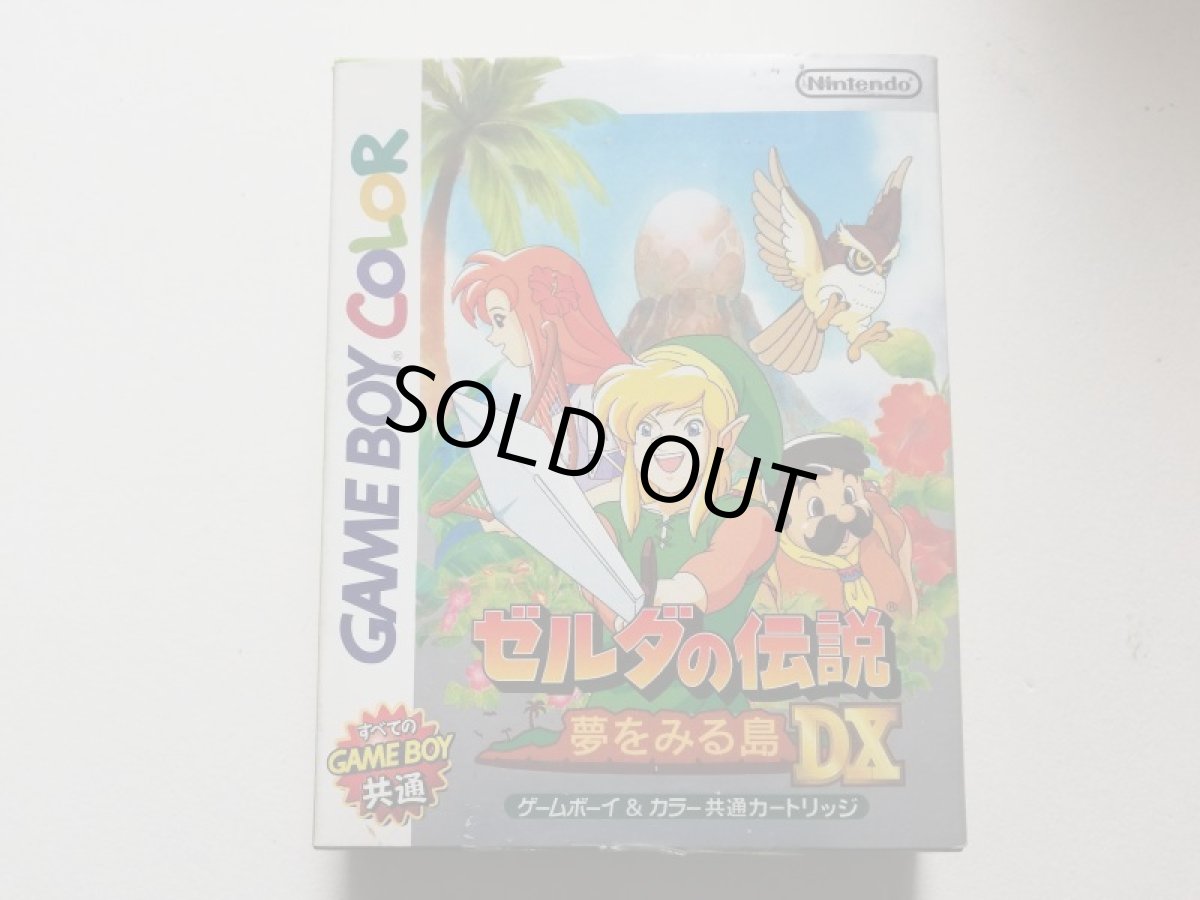 Nintendo®
GAME BOY® COLOR
SOLD OUT
ゼルダの伝説®
夢をみる島DX
すべての
GAME BOY
共通
ゲームボーイ & カラー 共通カートリッジ